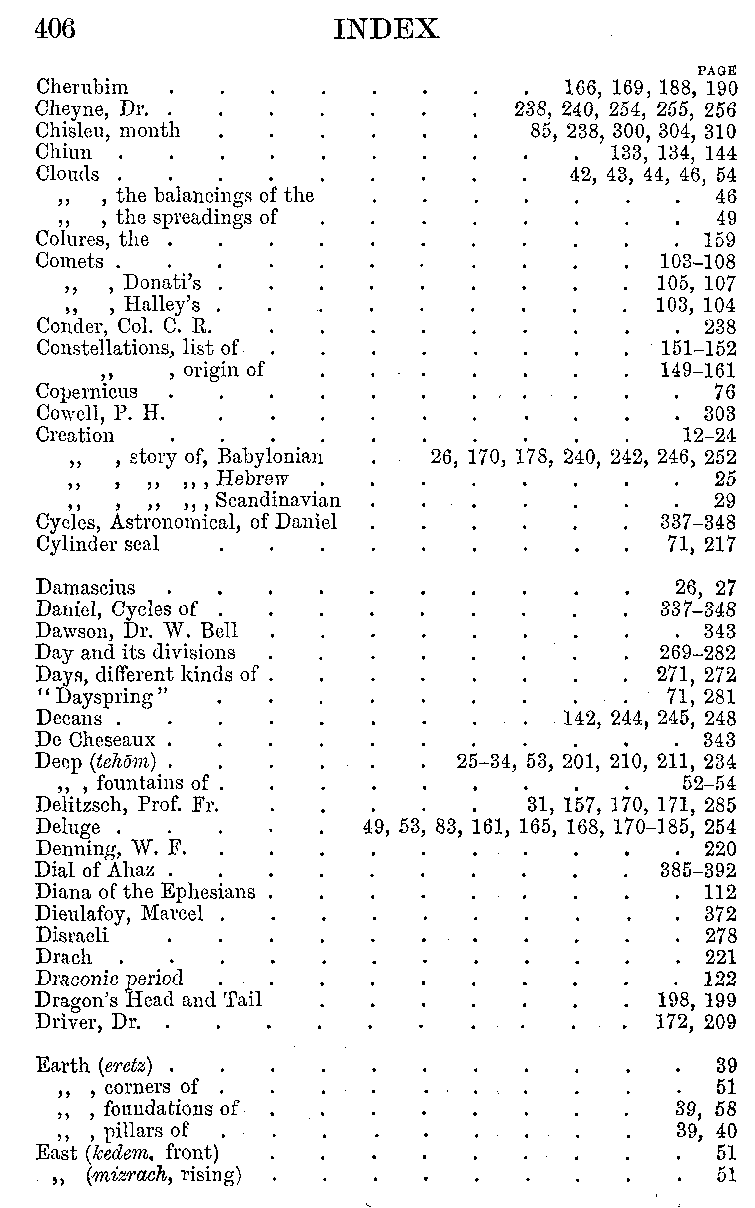 406 INDEX
PAGE
Cherubim . . . . . . . . 166, 169, 188, 190
Cheyne, Dr. . . . . . . . 238, 240, 254, 255, 256
Chisleu, month . . . . . . 85, 238, 300, 304, 310
Chiun . . . . . . . . . . 133, 134, 144
Clouds . . . . . . . . . 42, 43, 44, 46, 54
„ , the balancings of the . . . . . . . 46
„ , the spreadings of . . . . . . . . 49
Colures, the . . . . . . . . . . . 159
Comets . . . . . . . . . . . 103–108
„ , Donati's . . . . . . . . . 105, 107
„ , Halley's . . . . . . . . . 103, 104
Conder, Col. C. R. . . . . . . . . . 238
Constellations, list of . . . . . . . . 151–152
„ , origin of . . . . . . . 149–161
Copernicus . . . . . . . . . . . 76
Cowell, P. H. . . . . . . . . . . 303
Creation . . . . . . . . . . 12–24
„ , story of, Babylonian . . 26, 170, 178, 240, 242, 246, 252
„ , „ „ , Hebrew . . . . . . . . 25
„ , „ „ , Scandinavian . . . . . . . 29
Cycles, Astronomical, of Daniel . . . . . . 337–348
Cylinder seal . . . . . . . . . 71, 217
Damascius . . . . . . . . . . 26, 27
Daniel, Cycles of . . . . . . . . . 337–348
Dawson, Dr. W. Bell . . . . . . . . . 343
Day and its divisions . . . . . . . . 269–282
Days, different kinds of . . . . . . . . 271, 272
"Dayspring" . . . . . . . . . 71, 281
Decans . . . . . . . . . 142, 244, 245, 248
De Cheseaux . . . . . . . . . . . 343
Deep (tehōm) . . . . . . 25–34, 53, 201, 210, 211, 234
„ , fountains of . . . . . . . . . 52–54
Delitzsch, Prof. Fr. . . . . . . 31, 157, 170, 171, 285
Deluge . . . . . 49, 53, 83, 161, 165, 168, 170–185, 254
Denning, W. F. . . . . . . . . . . 220
Dial of Ahaz . . . . . . . . . . 385–392
Diana of the Ephesians . . . . . . . . . 112
Dieulafoy, Marcel . . . . . . . . . . 372
Disraeli . . . . . . . . . . . 278
Drach . . . . . . . . . . . . 221
Draconic period . . . . . . . . . . 122
Dragon's Head and Tail . . . . . . . 198, 199
Driver, Dr. . . . . . . . . . . 172, 209
Earth (eretz) . . . . . . . . . . . 39
„ , corners of . . . . . . . . . . 51
„ , foundations of . . . . . . . . 39, 58
„ , pillars of . . . . . . . . . 39, 40
East (kedem, front) . . . . . . . . . 51
„ (mizrach, rising) . . . . . . . . . 51